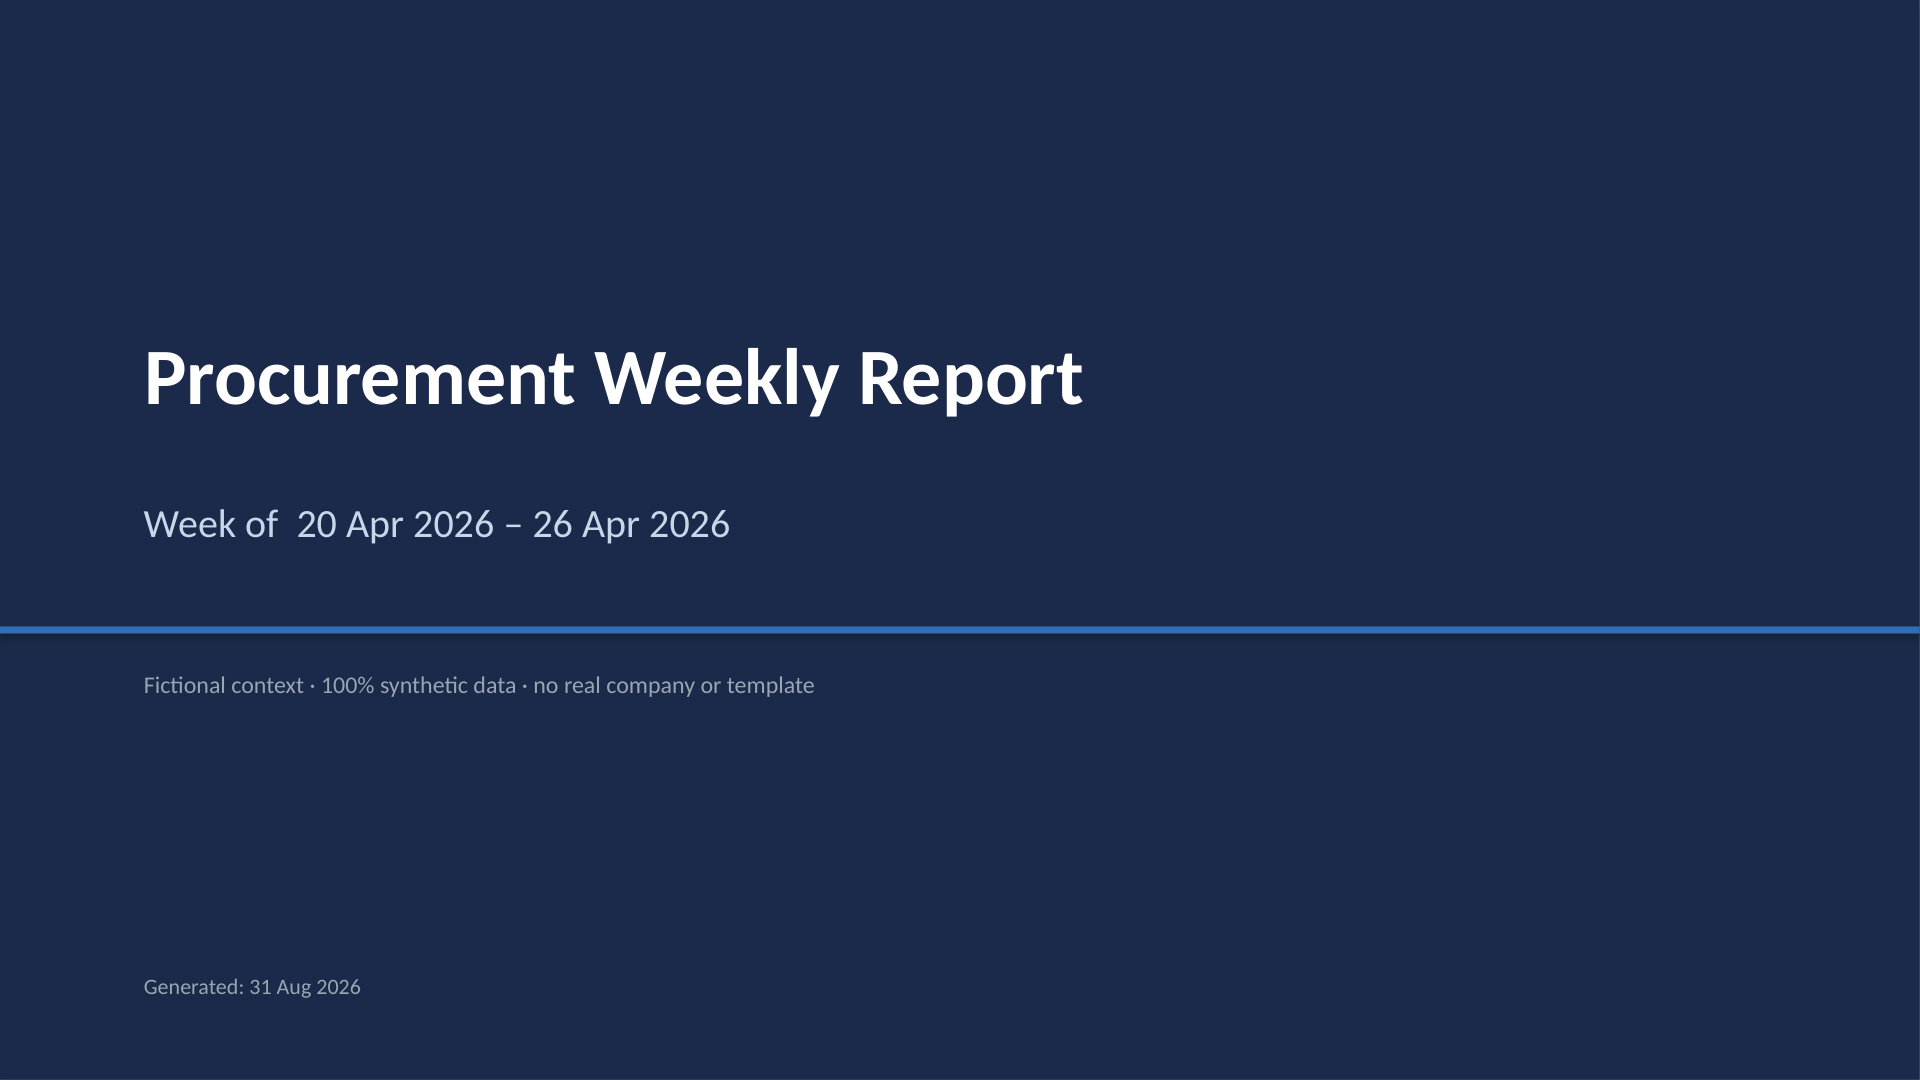 Procurement Weekly Report
Week of  20 Apr 2026 – 26 Apr 2026
Fictional context · 100% synthetic data · no real company or template
Generated: 31 Aug 2026